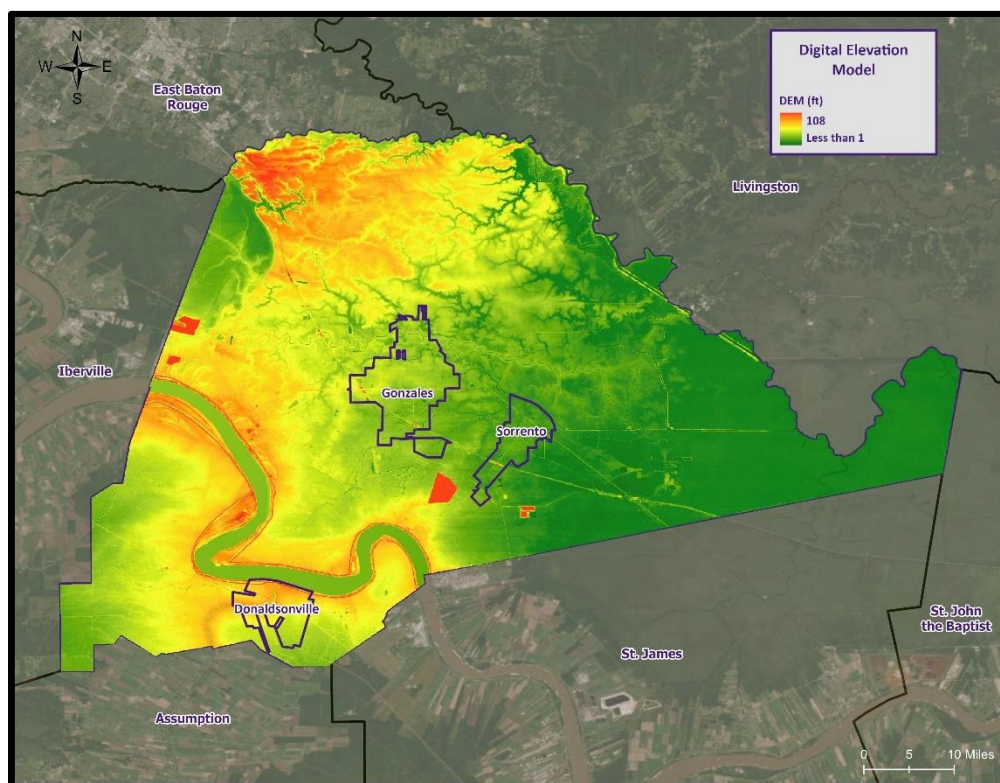 N
W E
S
Digital Elevation
Model
DEM (ft)
108
Less than 1
East Baton
Rouge
Livingston
Iberville
Gonzales
Sorrento
Donaldsonville
St. John
the Baptist
St. James
Assumption
0 5 10 Miles